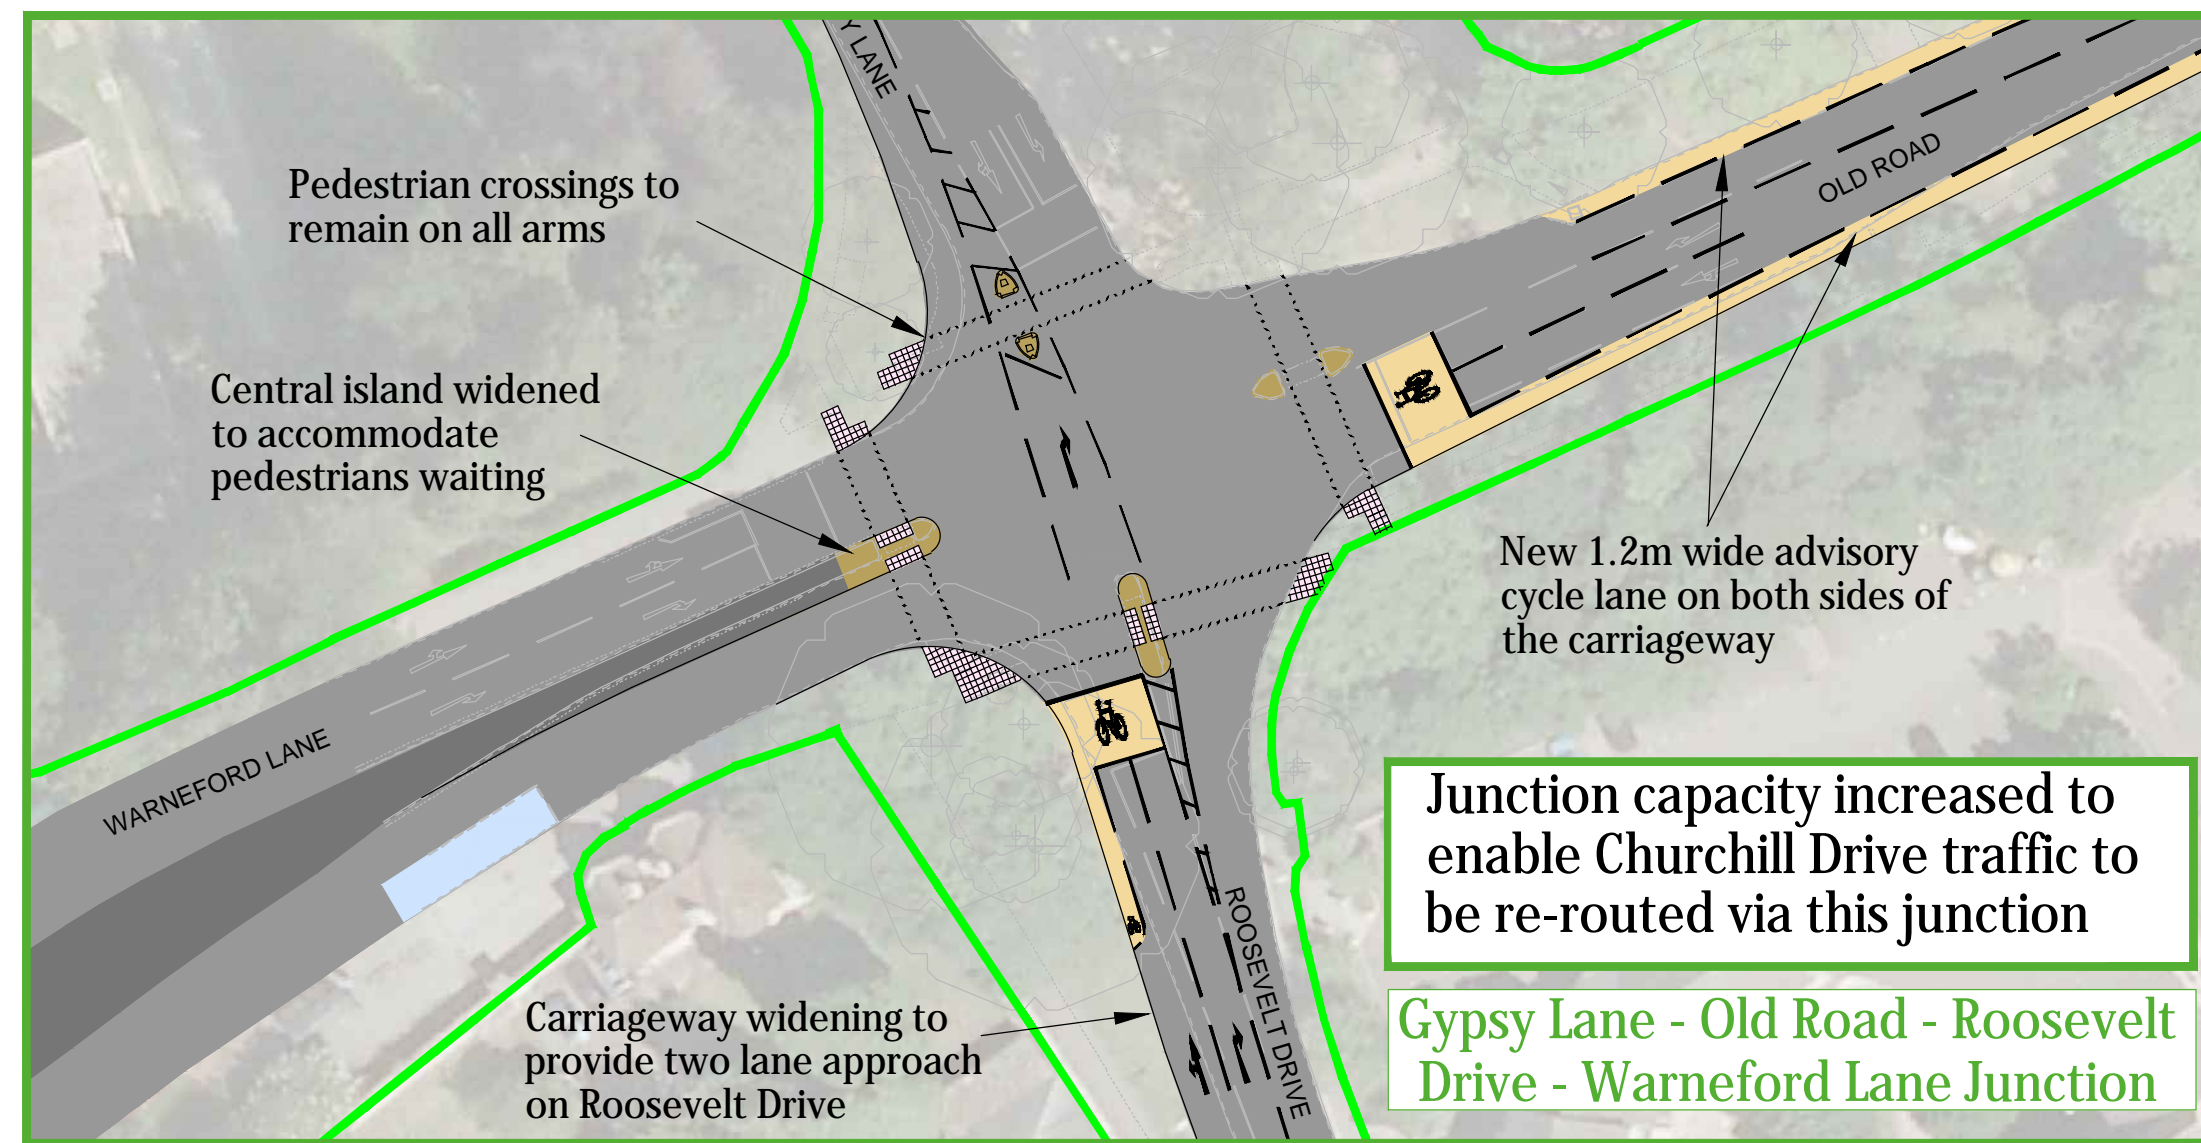 Y LANE
Pedestrian crossings to
remain on all arms
OLD ROAD
Central island widened
to accommodate
pedestrians waiting
New 1.2m wide advisory
cycle lane on both sides of
the carriageway
WARNEFORD LANE
Junction capacity increased to
enable Churchill Drive traffic to
be re-routed via this junction
ROOSEVELT DRIVE
Carriageway widening to
provide two lane approach
on Roosevelt Drive
Gypsy Lane - Old Road - Roosevelt
Drive - Warneford Lane Junction